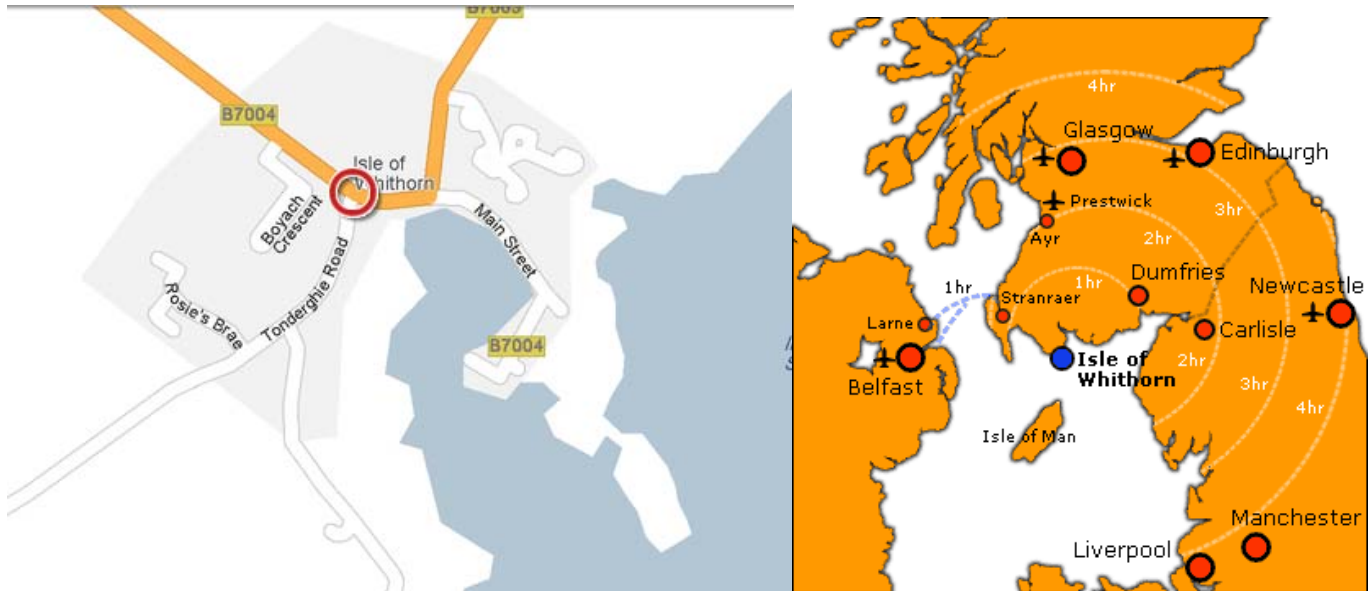 B7004
Isle of
Whithorn
Boyach
Crescent
Main Street
Tonderghie Road
Rosie's Brae
B7004
4hr
Glasgow
Edinburgh
Prestwick
3hr
Ayr
2hr
Dumfries
1hr
1hr
Stranraer
Newcastle
Larne
Carlisle
Isle of
Whithorn
2hr
Belfast
3hr
4hr
Isle of Man
Manchester
Liverpool